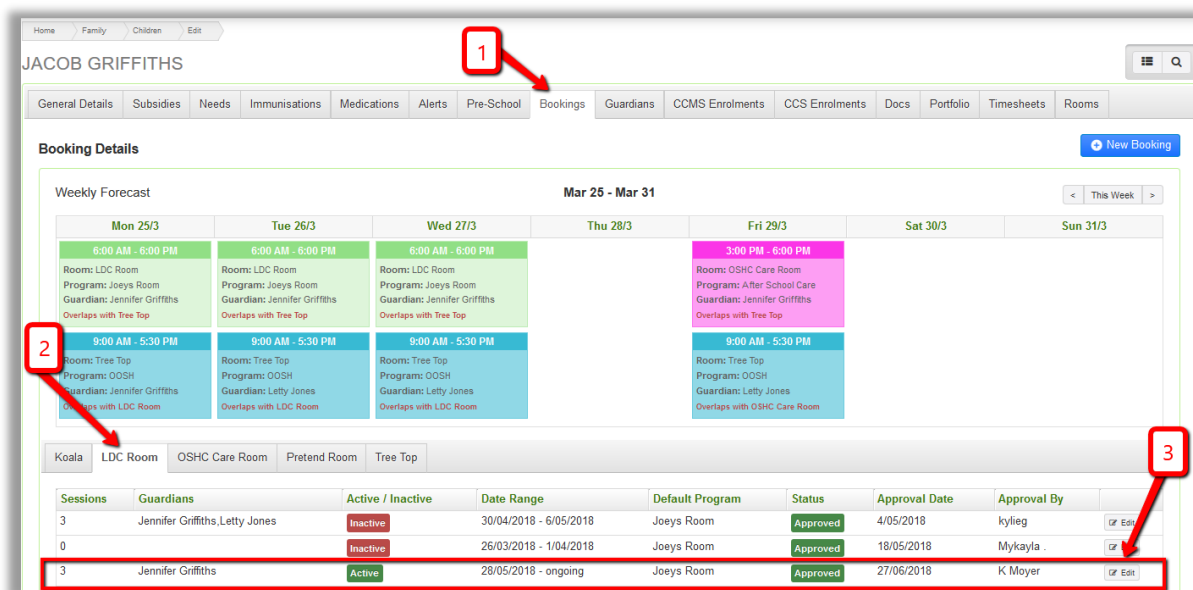 Home Family Children Edit
JACOB GRIFFITHS
1
General Details Subsidies Needs Immunisations Medications Alerts Pre-School Bookings Guardians CCMS Enrolments CCS Enrolments Docs Portfolio Timesheets Rooms
Booking Details
New Booking
Weekly Forecast Mar 25 - Mar 31 < This Week >
Mon 25/3 Tue 26/3 Wed 27/3 Thu 28/3 Fri 29/3 Sat 30/3 Sun 31/3
6:00 AM - 6:00 PM 6:00 AM - 6:00 PM 6:00 AM - 6:00 PM 3:00 PM - 6:00 PM
Room: LDC Room Room: LDC Room Room: LDC Room Room: OSHC Care Room
Program: Joeys Room Program: Joeys Room Program: Joeys Room Program: After School Care
Guardian: Jennifer Griffiths Guardian: Jennifer Griffiths Guardian: Jennifer Griffiths Guardian: Jennifer Griffiths
Overlaps with Tree Top Overlaps with Tree Top Overlaps with Tree Top Overlaps with Tree Top
2
9:00 AM - 5:30 PM 9:00 AM - 5:30 PM 9:00 AM - 5:30 PM 9:00 AM - 5:30 PM
Room: Tree Top Room: Tree Top Room: Tree Top Room: Tree Top
Program: OOSH Program: OOSH Program: OOSH Program: OOSH
Guardian: Jennifer Griffiths Guardian: Letty Jones Guardian: Letty Jones Guardian: Letty Jones
Overlaps with LDC Room Overlaps with LDC Room Overlaps with LDC Room Overlaps with OSHC Care Room
3
Koala LDC Room OSHC Care Room Pretend Room Tree Top
Sessions Guardians Active / Inactive Date Range Default Program Status Approval Date Approval By
3 Jennifer Griffiths,Letty Jones Inactive 30/04/2018 - 6/05/2018 Joeys Room Approved 4/05/2018 kylieg Edit
0 Inactive 26/03/2018 - 1/04/2018 Joeys Room Approved 18/05/2018 Mykayla . Edit
3 Jennifer Griffiths Active 28/05/2018 - ongoing Joeys Room Approved 27/06/2018 K Moyer Edit